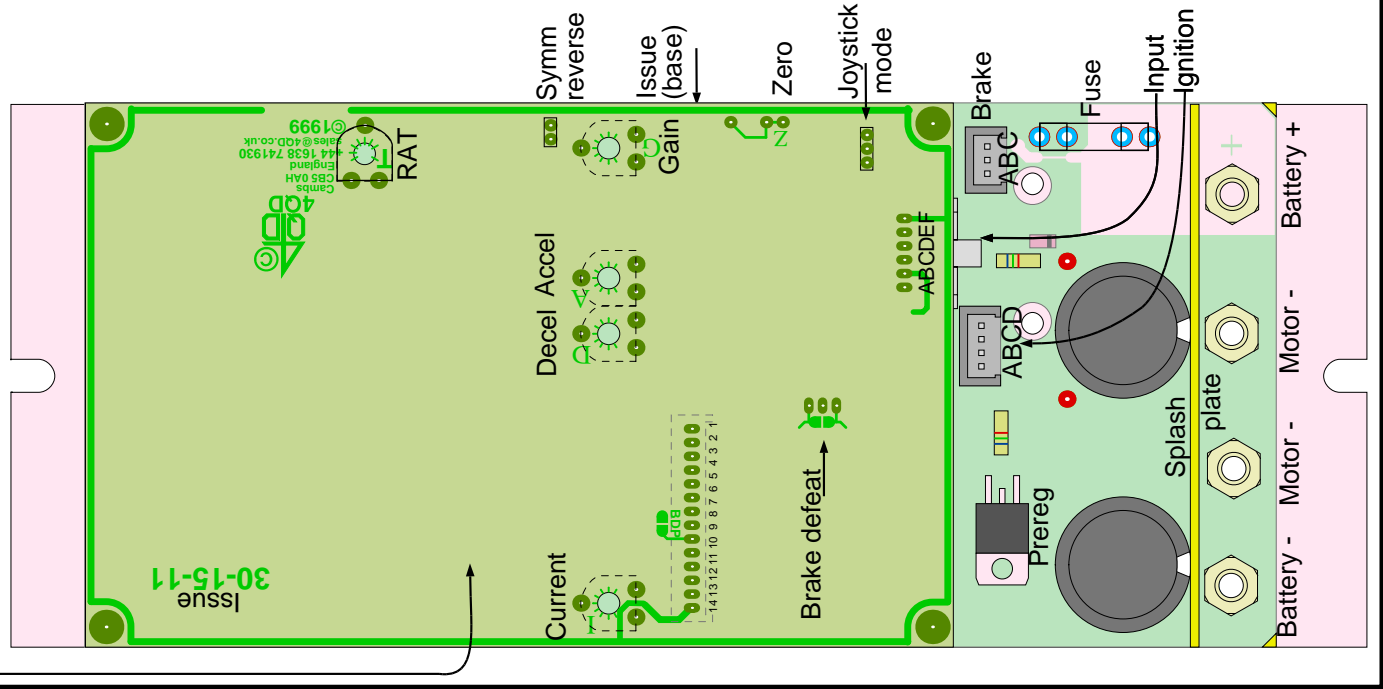 Symm
reverse
Issue
(base)
Zero
Joystick
mode
Brake
Fuse
Input
Ignition
©1999
sales@4QD.co.uk
+444 1638 741930
England
Cambs
CB5 0AH
4QD
QD
©
T
RAT
G
Gain
Z
ABC
+
Battery +
Decel Accel
A
D
ABCDEF
ABCD
Motor -
Splash
plate
Motor -
14 13 12 11 10 9 8 7 6 5 4 3 2 1
BDP
Brake defeat
Prereg
Battery -
Current
I
Issue
30-15-11